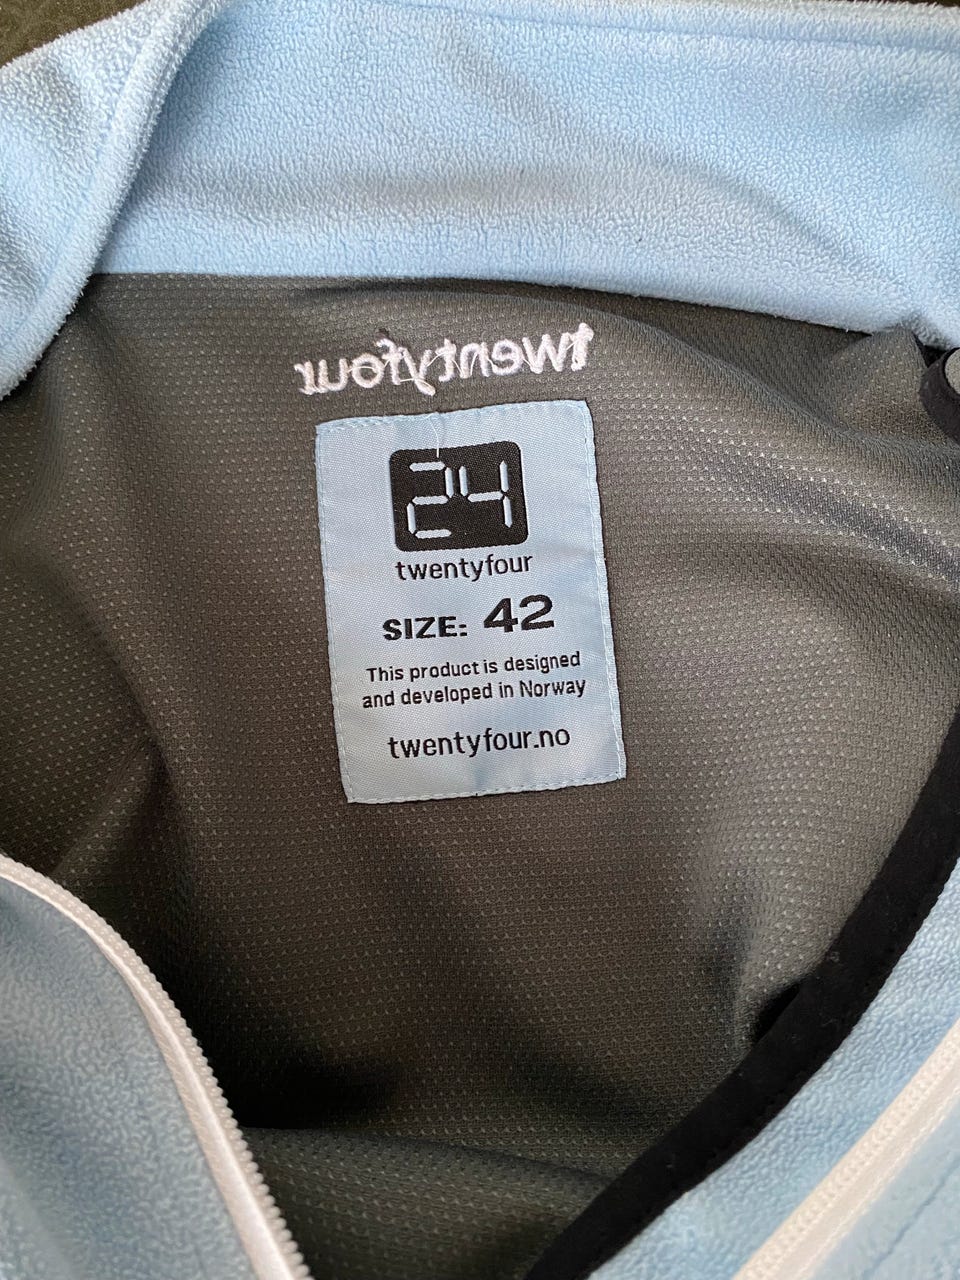 twentyfour
24
twentyfour
SIZE: 42
This product is designed
and developed in Norway
twentyfour.no